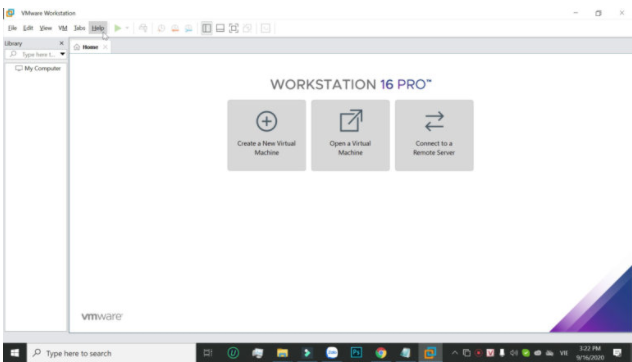 VMware Workstation
File Edit View VM Tabs Help
Library
Type here t...
My Computer
Home
WORKSTATION 16 PRO™
Create a New Virtual
Machine
Open a Virtual
Machine
Connect to a
Remote Server
vmware
Type here to search
VIE
3:22 PM
9/16/2020